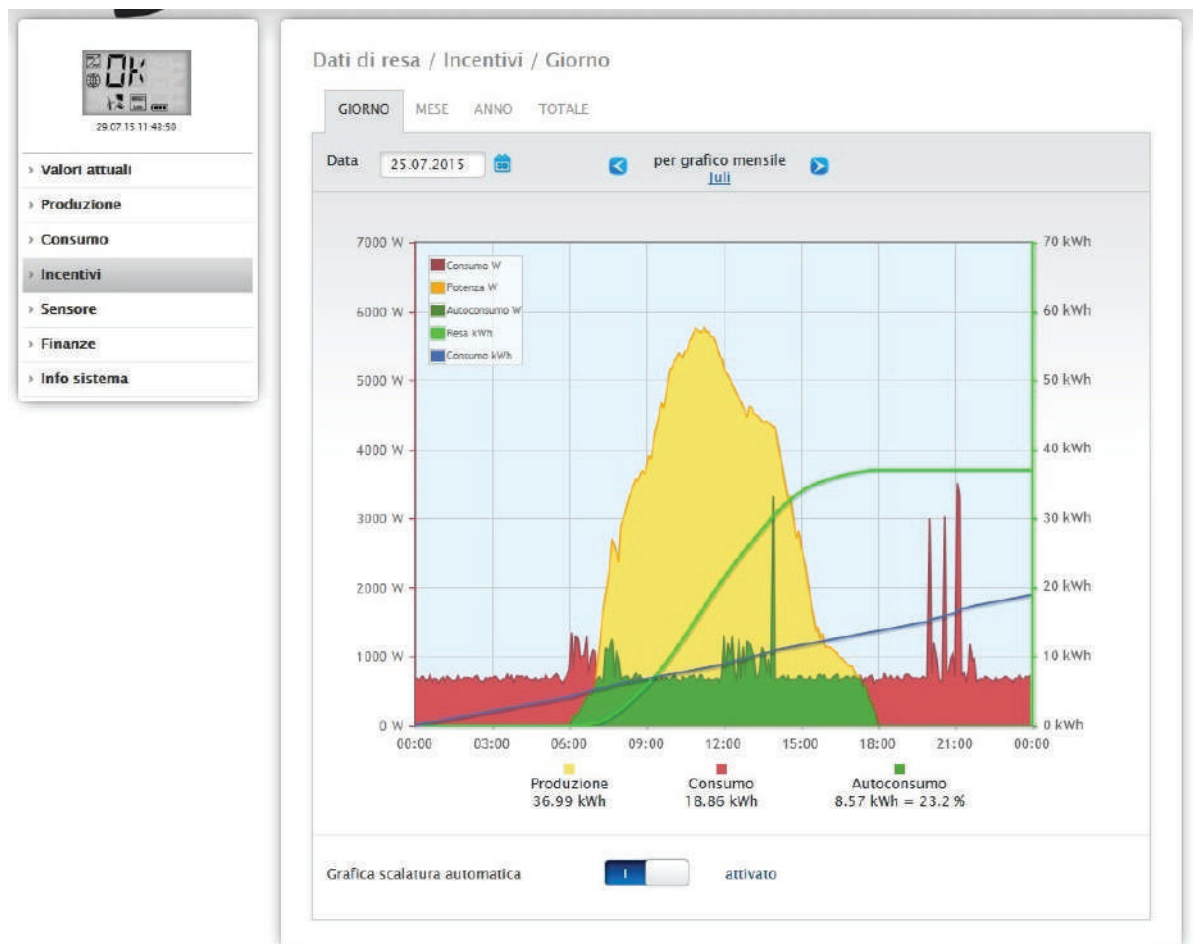 OK
29.07.15 11:43:50
› Valori attuali
› Produzione
› Consumo
› Incentivi
› Sensore
› Finanze
› Info sistema
Dati di resa / Incentivi / Giorno
GIORNO MESE ANNO TOTALE
Data 25.07.2015 per grafico mensile
Juli
7000 W 70 kWh
Consumo W
Potenza W
6000 W Autoconsumo W 60 kWh
Resa kWh
Consumo kWh
5000 W 50 kWh
4000 W 40 kWh
3000 W 30 kWh
2000 W 20 kWh
1000 W 10 kWh
0 W 0 kWh
00:00 03:00 06:00 09:00 12:00 15:00 18:00 21:00 00:00
Produzione Consumo Autoconsumo
36.99 kWh 18.86 kWh 8.57 kWh = 23.2 %
Grafica scalatura automatica I attivato